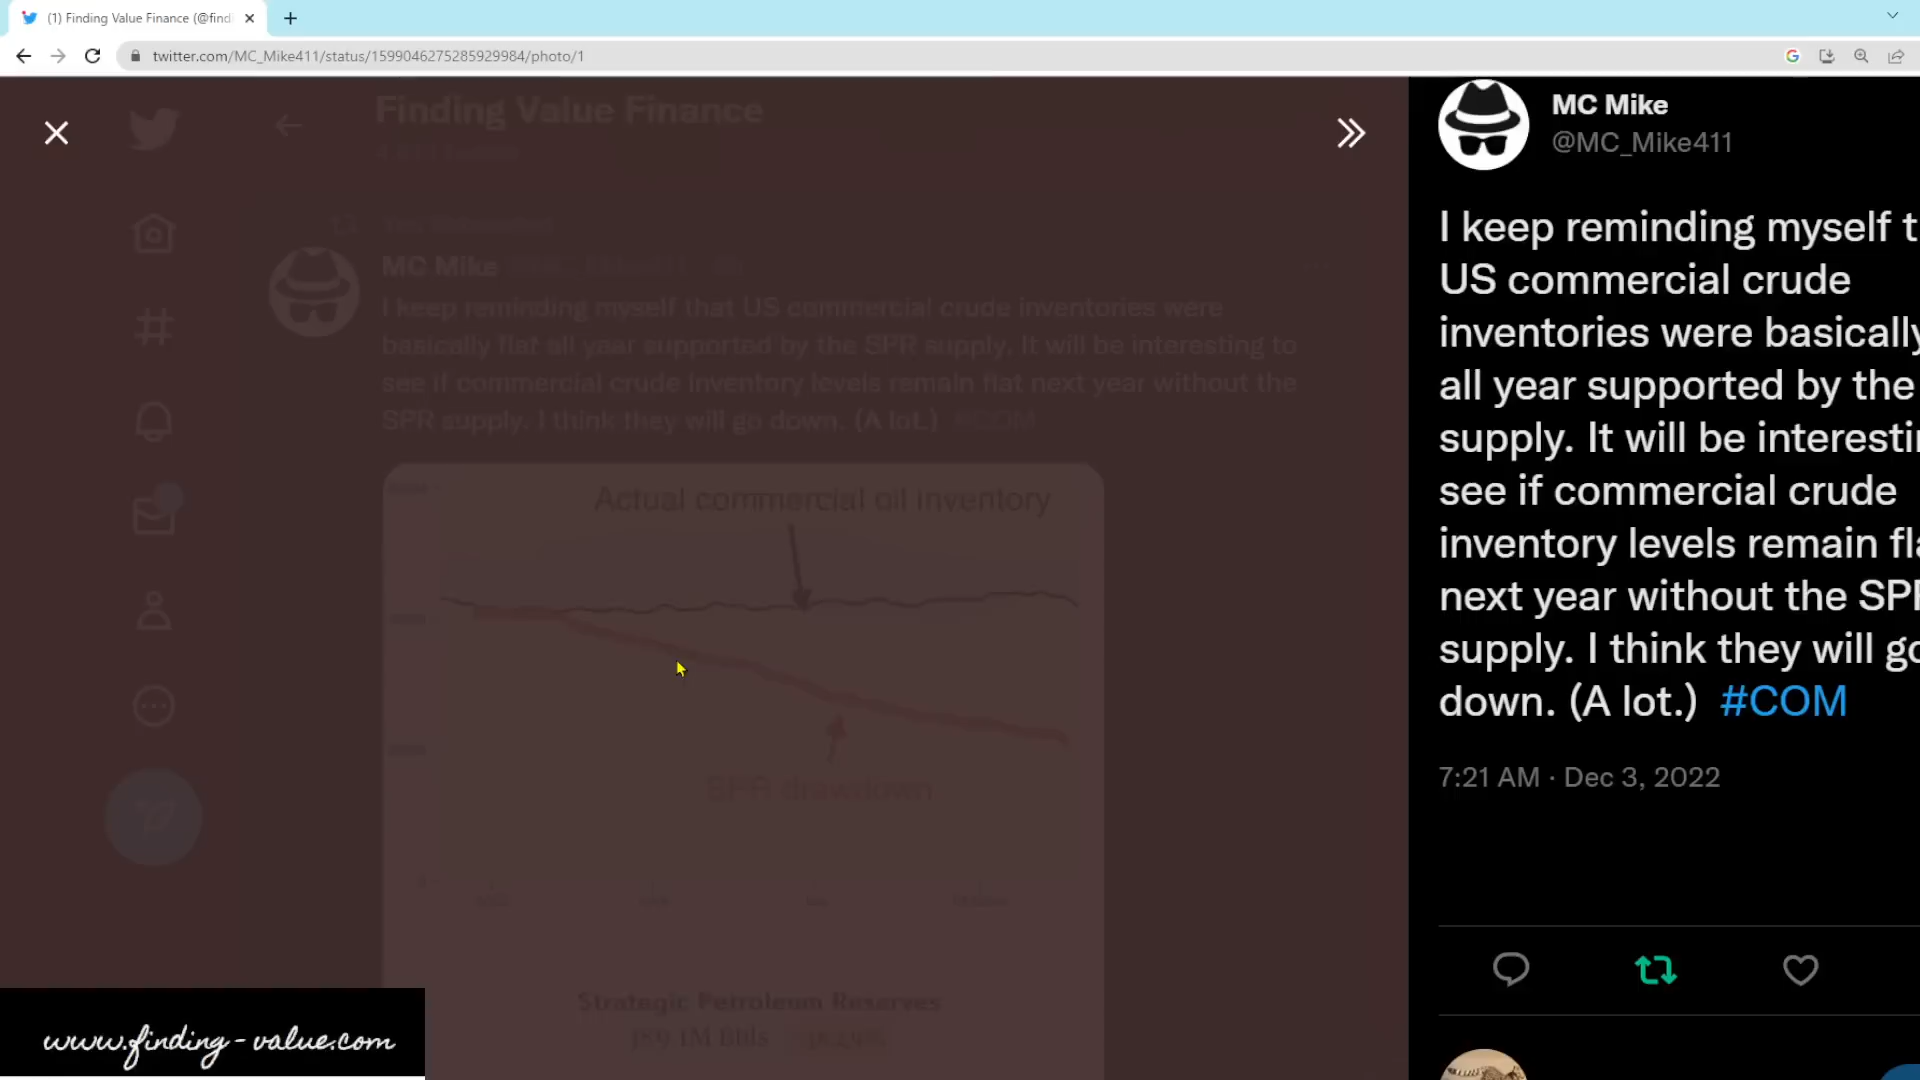 (1) Finding Value Finance (@find
twitter.com/MC_Mike411/status/1599046275285929984/photo/1
Finding Value Finance
MC Mike
I keep reminding myself that US commercial crude inventories were
basically flat all year supported by the SPR supply. It will be interesting to
see if commercial crude inventory levels remain flat next year without the
SPR supply. I think they will go down. (A lot.) #COM
Actual commercial oil inventory
SPR drawdown
Strategic Petroleum Reserves
MC Mike
@MC_Mike411
I keep reminding myself t
US commercial crude
inventories were basically
all year supported by the
supply. It will be interestin
see if commercial crude
inventory levels remain fla
next year without the SPR
supply. I think they will go
down. (A lot.) #COM
7:21 AM · Dec 3, 2022
www.finding-value.com